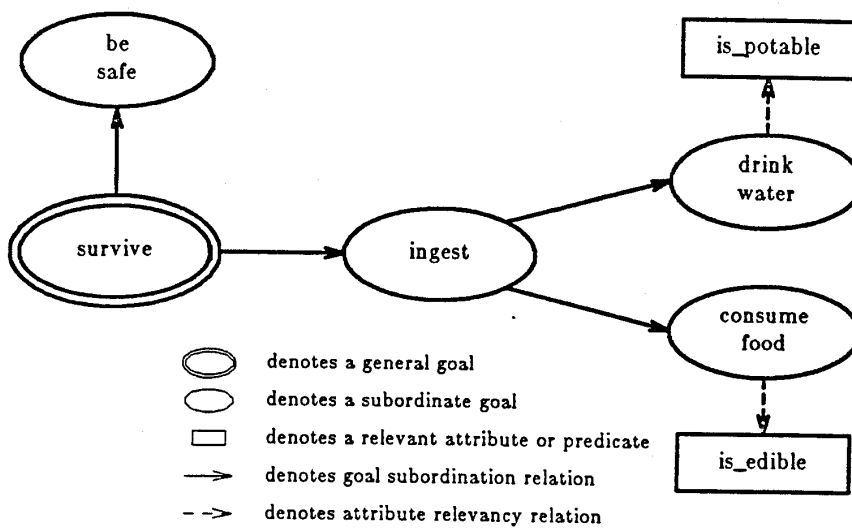 be
safe
is_potable
drink
water
survive
ingest
consume
food
is_edible
denotes a general goal
denotes a subordinate goal
denotes a relevant attribute or predicate
denotes goal subordination relation
denotes attribute relevancy relation